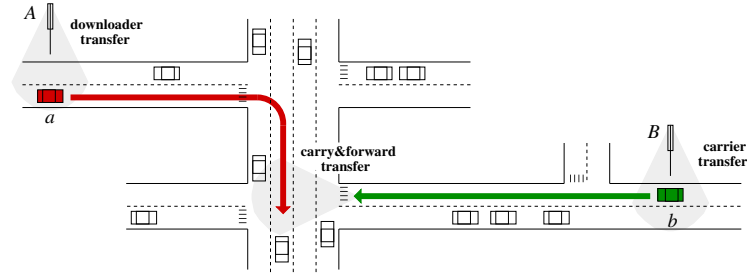 A
downloader
transfer
a
carry&forward
transfer
B
carrier
transfer
b